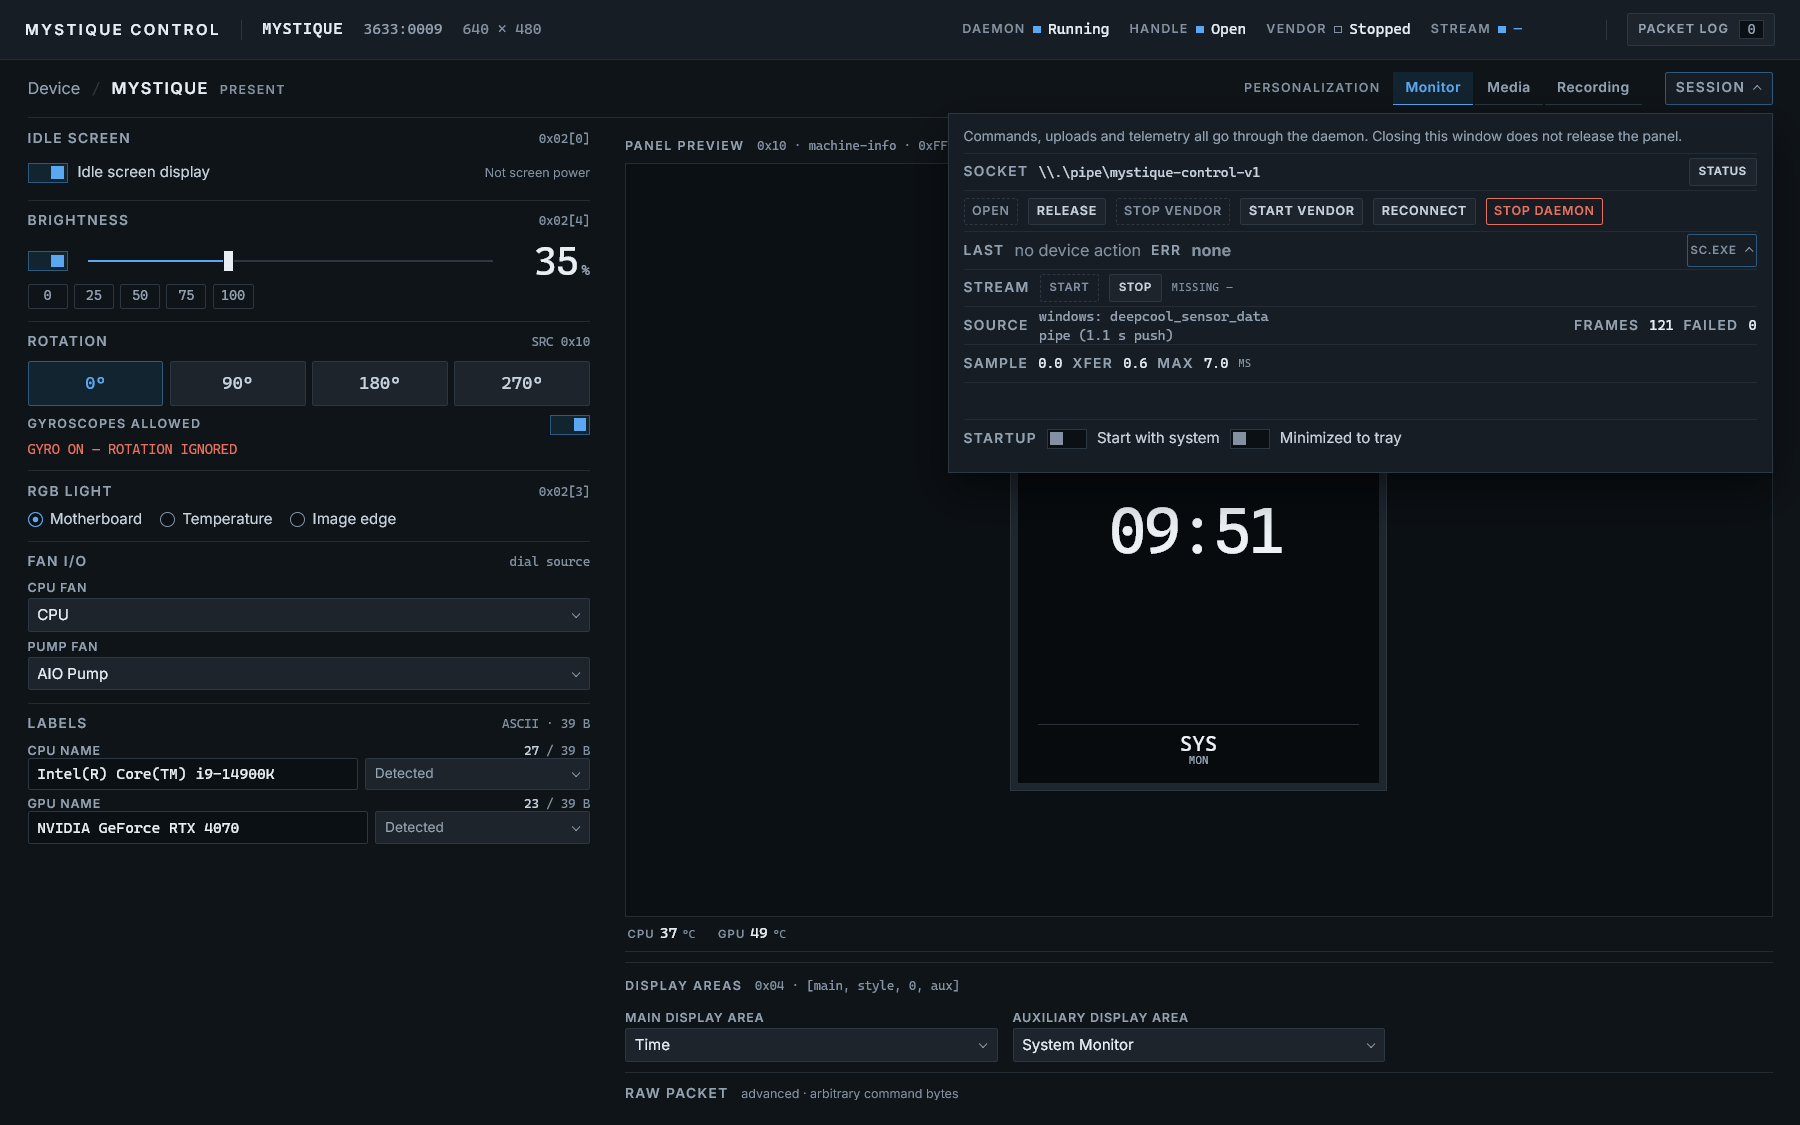 MYSTIQUE CONTROL
MYSTIQUE 3633:0009 640 × 480
DAEMON Running HANDLE Open VENDOR Stopped STREAM —
PACKET LOG 0
Device / MYSTIQUE PRESENT
PERSONALIZATION Monitor Media Recording SESSION
IDLE SCREEN 0x02[0]
Idle screen display Not screen power
BRIGHTNESS 0x02[4]
35%
0 25 50 75 100
ROTATION SRC 0x10
0° 90° 180° 270°
GYROSCOPES ALLOWED
GYRO ON — ROTATION IGNORED
RGB LIGHT 0x02[3]
Motherboard Temperature Image edge
FAN I/O dial source
CPU FAN
CPU
PUMP FAN
AIO Pump
LABELS ASCII · 39 B
CPU NAME 27 / 39 B
Intel(R) Core(TM) i9-14900K Detected
GPU NAME 23 / 39 B
NVIDIA GeForce RTX 4070 Detected
PANEL PREVIEW 0x10 · machine-info · 0xFF
Commands, uploads and telemetry all go through the daemon. Closing this window does not release the panel.
SOCKET \\.\pipe\mystique-control-v1 STATUS
OPEN RELEASE STOP VENDOR START VENDOR RECONNECT STOP DAEMON
LAST no device action ERR none SC.EXE
STREAM START STOP MISSING —
SOURCE windows: deepcool_sensor_data
pipe (1.1 s push)
FRAMES 121 FAILED 0
SAMPLE 0.0 XFER 0.6 MAX 7.0 MS
STARTUP Start with system Minimized to tray
09:51
SYS
MON
CPU 37 °C GPU 49 °C
DISPLAY AREAS 0x04 · [main, style, 0, aux]
MAIN DISPLAY AREA
Time
AUXILIARY DISPLAY AREA
System Monitor
RAW PACKET advanced · arbitrary command bytes